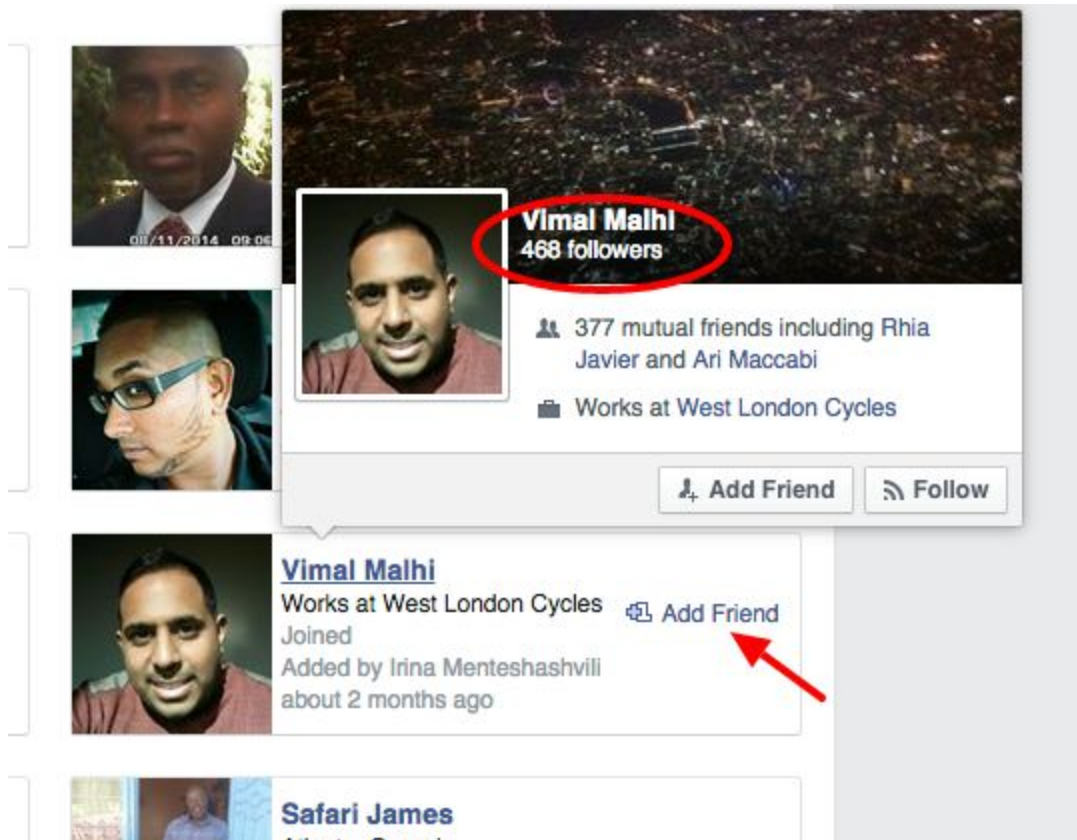 08/11/2014 09:06
Vimal Malhi
468 followers
377 mutual friends including Rhia
Javier and Ari Maccabi
Works at West London Cycles
Add Friend
Follow
Vimal Malhi
Works at West London Cycles
Add Friend
Joined
Added by Irina Menteshashvili
about 2 months ago
Safari James